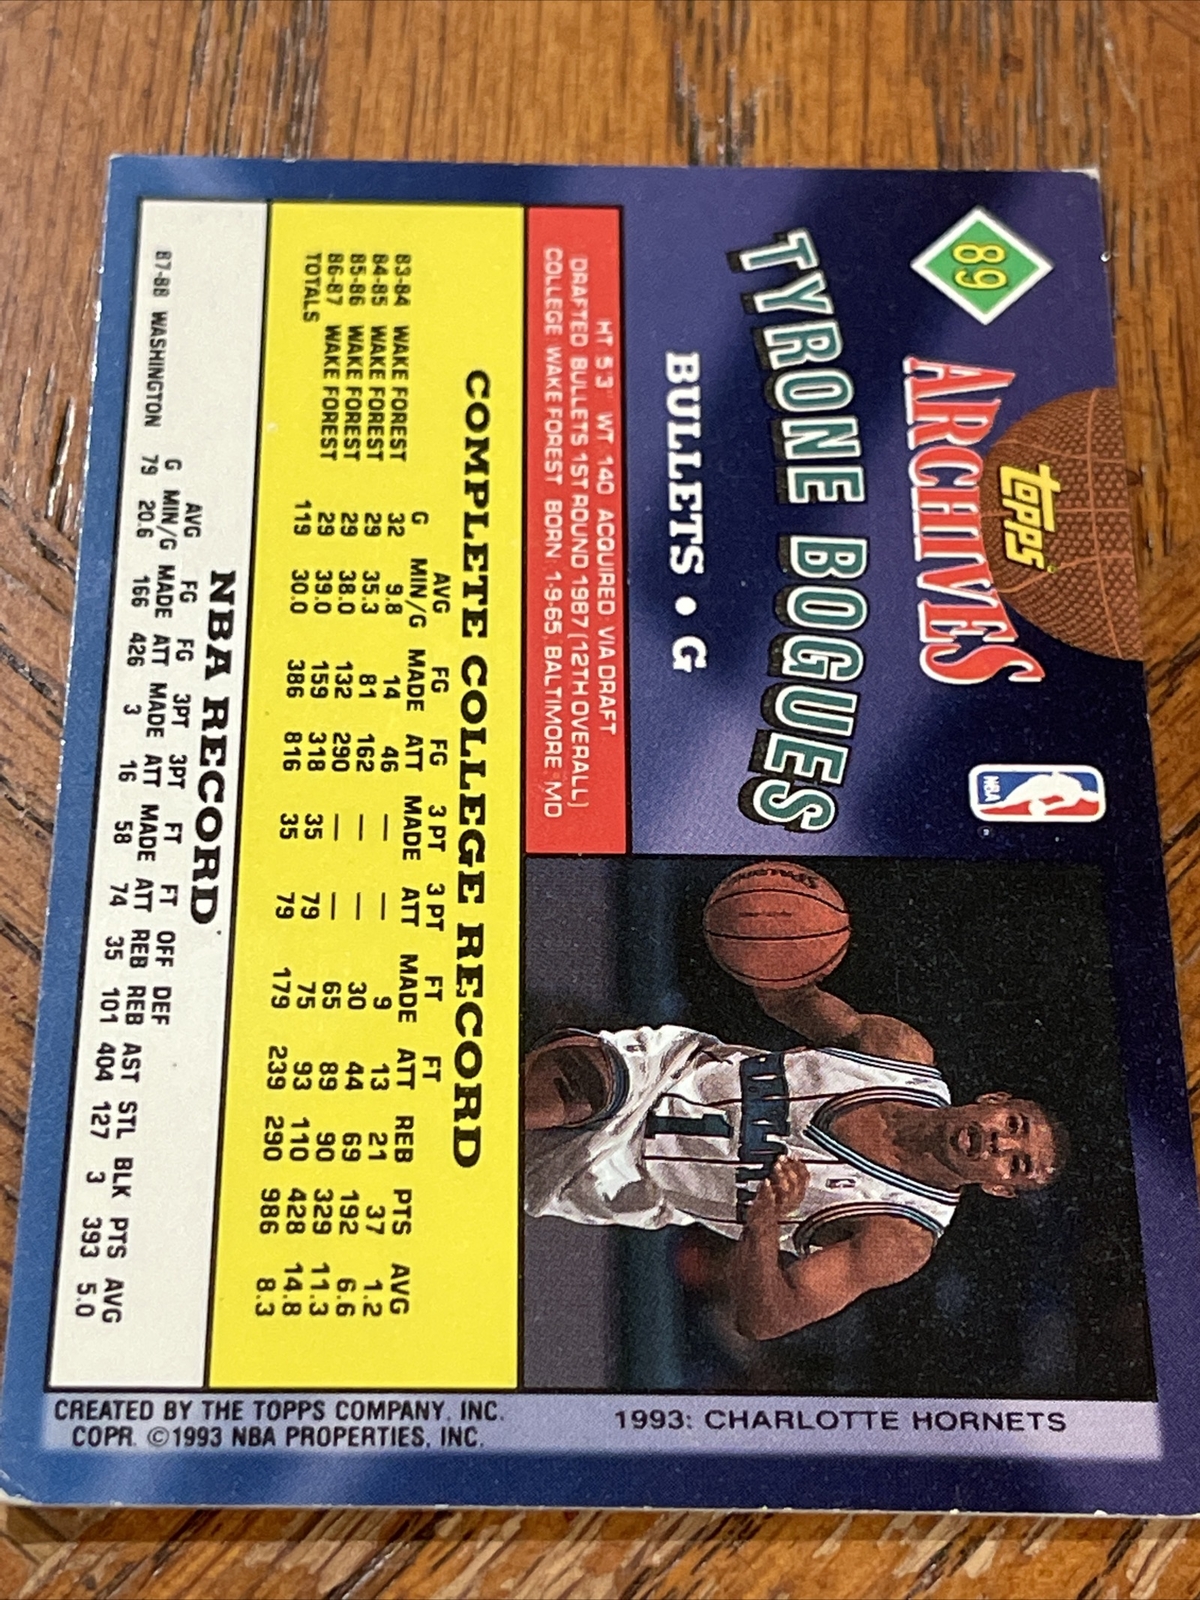 89
topps
ARCHIVES
NBA
TYRONE BOGUES
BULLETS • G
HT 5'3" WT 140 ACQUIRED: VIA DRAFT
DRAFTED: BULLETS 1ST ROUND 1987 (12TH OVERALL)
COLLEGE: WAKE FOREST BORN: 1-9-65, BALTIMORE, MD
SPALDING
1
1993: CHARLOTTE HORNETS
COMPLETE COLLEGE RECORD
AVG FG FG 3 PT 3 PT FT FT
G MIN/G MADE ATT MADE ATT MADE ATT REB PTS AVG
83-84 WAKE FOREST 32 9.8 14 46 — — 9 13 21 37 1.2
84-85 WAKE FOREST 29 35.3 81 162 — — 30 44 69 192 6.6
85-86 WAKE FOREST 29 38.0 132 290 — — 65 89 90 329 11.3
86-87 WAKE FOREST 29 39.0 159 318 35 79 75 93 110 428 14.8
TOTALS 119 30.0 386 816 35 79 179 239 290 986 8.3
NBA RECORD
AVG FG FG 3PT 3PT FT FT OFF DEF
G MIN/G MADE ATT MADE ATT MADE ATT REB REB AST STL BLK PTS AVG
87-88 WASHINGTON 79 20.6 166 426 3 16 58 74 35 101 404 127 3 393 5.0
CREATED BY THE TOPPS COMPANY, INC.
COPR. ©1993 NBA PROPERTIES, INC.